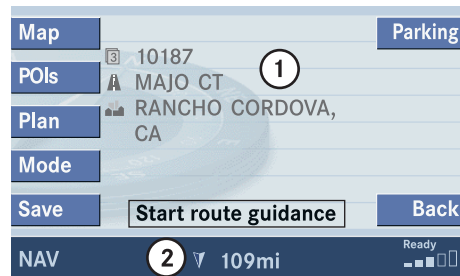 Map
Parking
3 10187
1
POIs
MAJO CT
RANCHO CORDOVA,
Plan
CA
Mode
Save
Start route guidance
Back
NAV
2
109mi
Ready